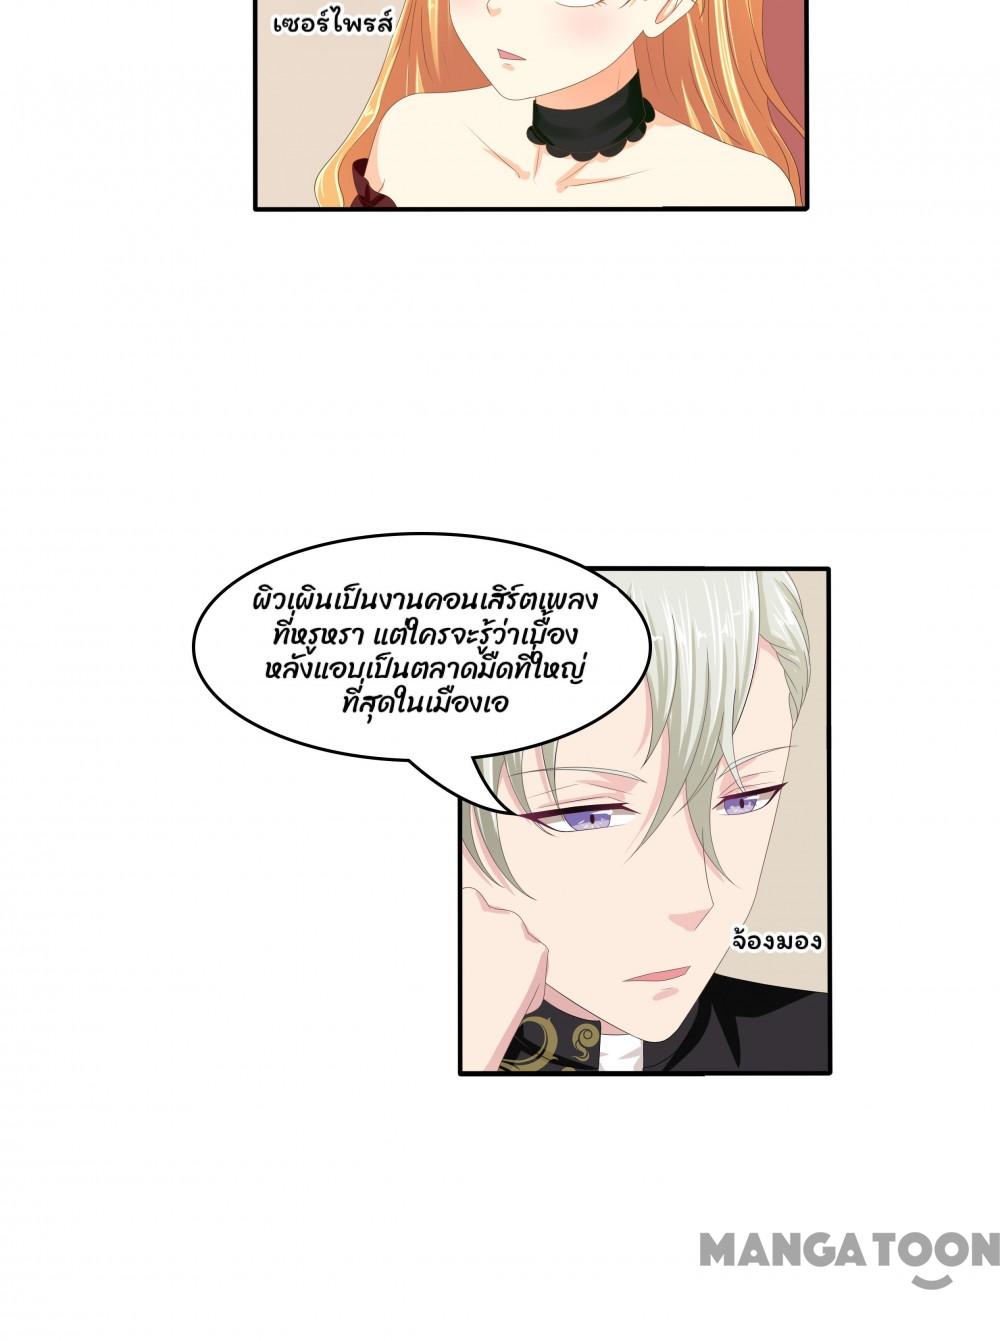 เซอร์ไพรส์
ผิวเผินเป็นงานคอนเสิร์ตเพลง
ที่หรูหรา แต่ใครจะรู้ว่าเบื้อง
หลังแอบเป็นตลาดมืดที่ใหญ่
ที่สุดในเมืองเอ
จ้องมอง
MANGATOON